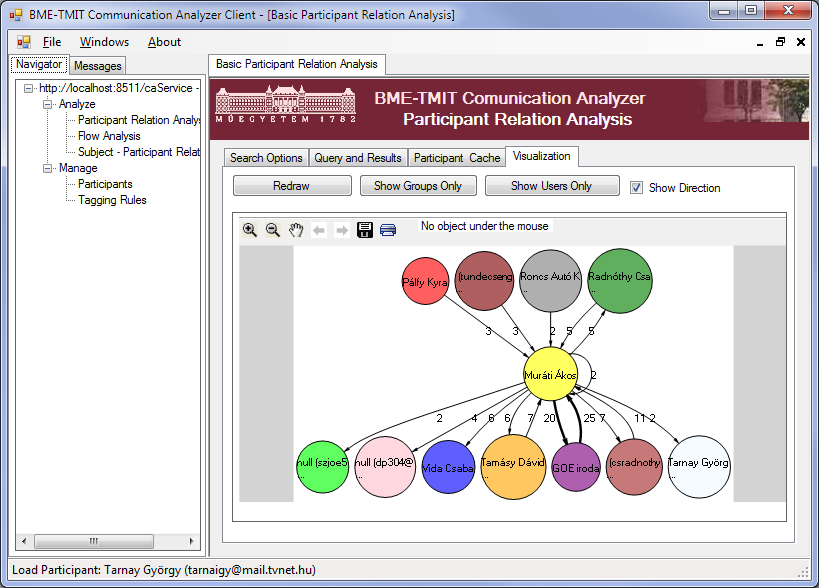 BME-TMIT Communication Analyzer Client - [Basic Participant Relation Analysis]
File Windows About
Navigator Messages
http://localhost:8511/caService -
Analyze
Participant Relation Analys
Flow Analysis
Subject - Participant Relat
Manage
Participants
Tagging Rules
Basic Participant Relation Analysis
MŰEGYETEM 1782
BME-TMIT Comunication Analyzer
Participant Relation Analysis
Search Options Query and Results Participant Cache Visualization
Redraw Show Groups Only Show Users Only Show Direction
No object under the mouse
Pálfy Kyra (tundecseng .. Roncs Autó K .. Radnóthy Csa ..
3 3 2 5 5
Muráti Ákos 2
2 4 6 6 7 20 25 7 11 2
null (szjoe5 .. null (dp304@ .. Vida Csaba Tamásy Dávid .. GOE iroda (csradnothy .. Tarnay Györg ..
Load Participant: Tarnay György (tarnaigy@mail.tvnet.hu)